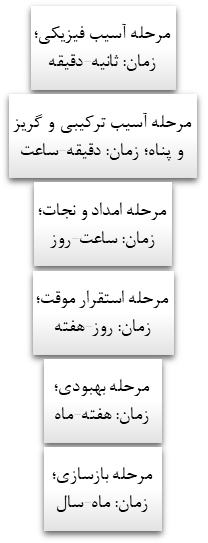 مرحله آسیب فیزیکی؛
زمان: ثانیه-دقیقه
مرحله آسیب ترکیبی و گریز
و پناه؛ زمان: دقیقه-ساعت
مرحله امداد و نجات؛
زمان: ساعت-روز
مرحله استقرار موقت؛
زمان: روز-هفته
مرحله بهبودی؛
زمان: هفته-ماه
مرحله بازسازی؛
زمان: ماه-سال